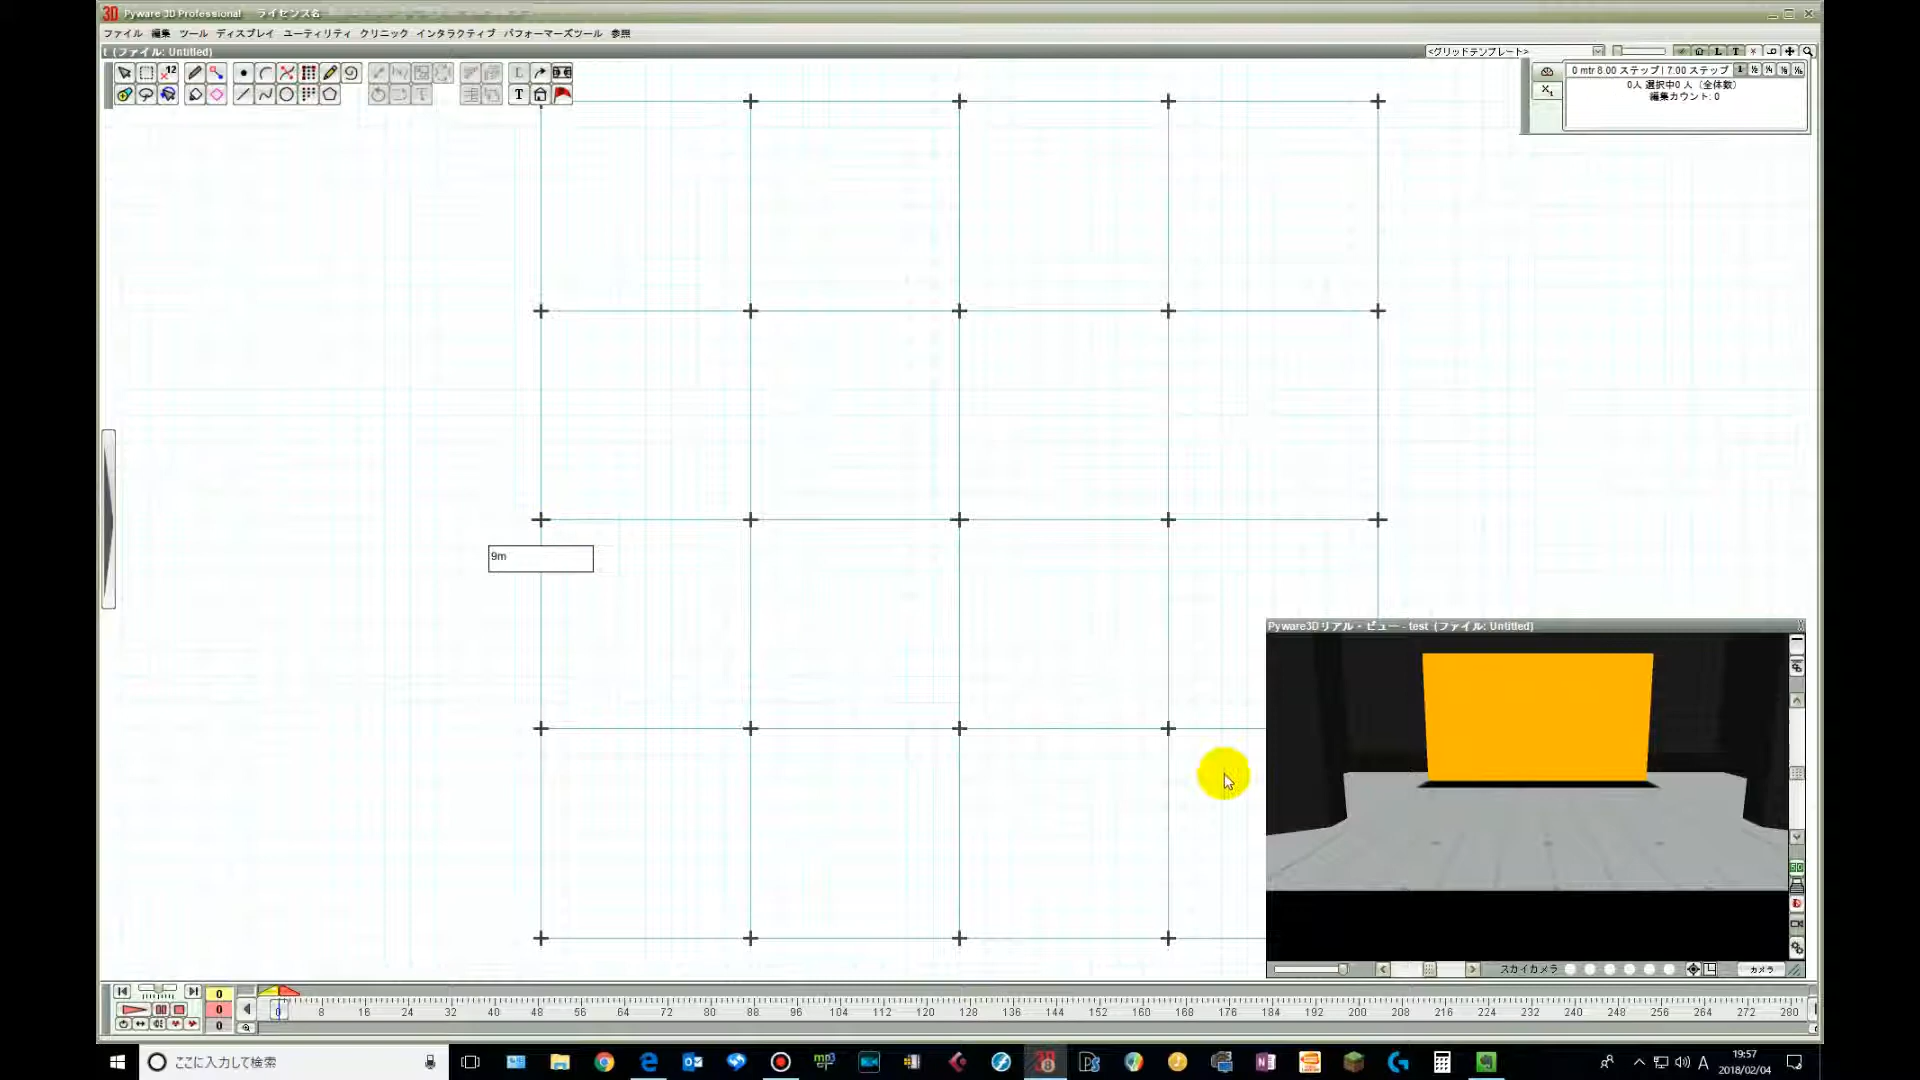 3D Pyware 3D Professional ライセンス名
ファイル 編集 ツール ディスプレイ ユーティリティ クリニック インタラクティブ パフォーマーズツール 参照
t (ファイル: Untitled)
<グリッドテンプレート>
L T
12
L
T
0 mtr 8.00 ステップ | 7.00 ステップ
0人 選択中0 人 (全体数)
編集カウント: 0
9m
Pyware3Dリアル・ビュー - test (ファイル: Untitled)
スカイカメラ
カメラ
0
0
0
0 8 16 24 32 40 48 56 64 72 80 88 96 104 112 120 128 136 144 152 160 168 176 184 192 200 208 216 224 232 240 248 256 264 272 280
ここに入力して検索
mp3
A
19:57
2018/02/04